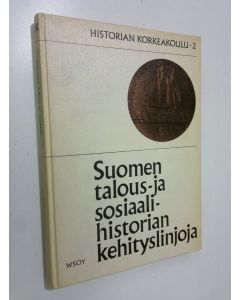 HISTORIAN KORKEAKOULU · 2
Suomen
talous-ja
sosiaali-
historian
kehityslinjoja
WSOY